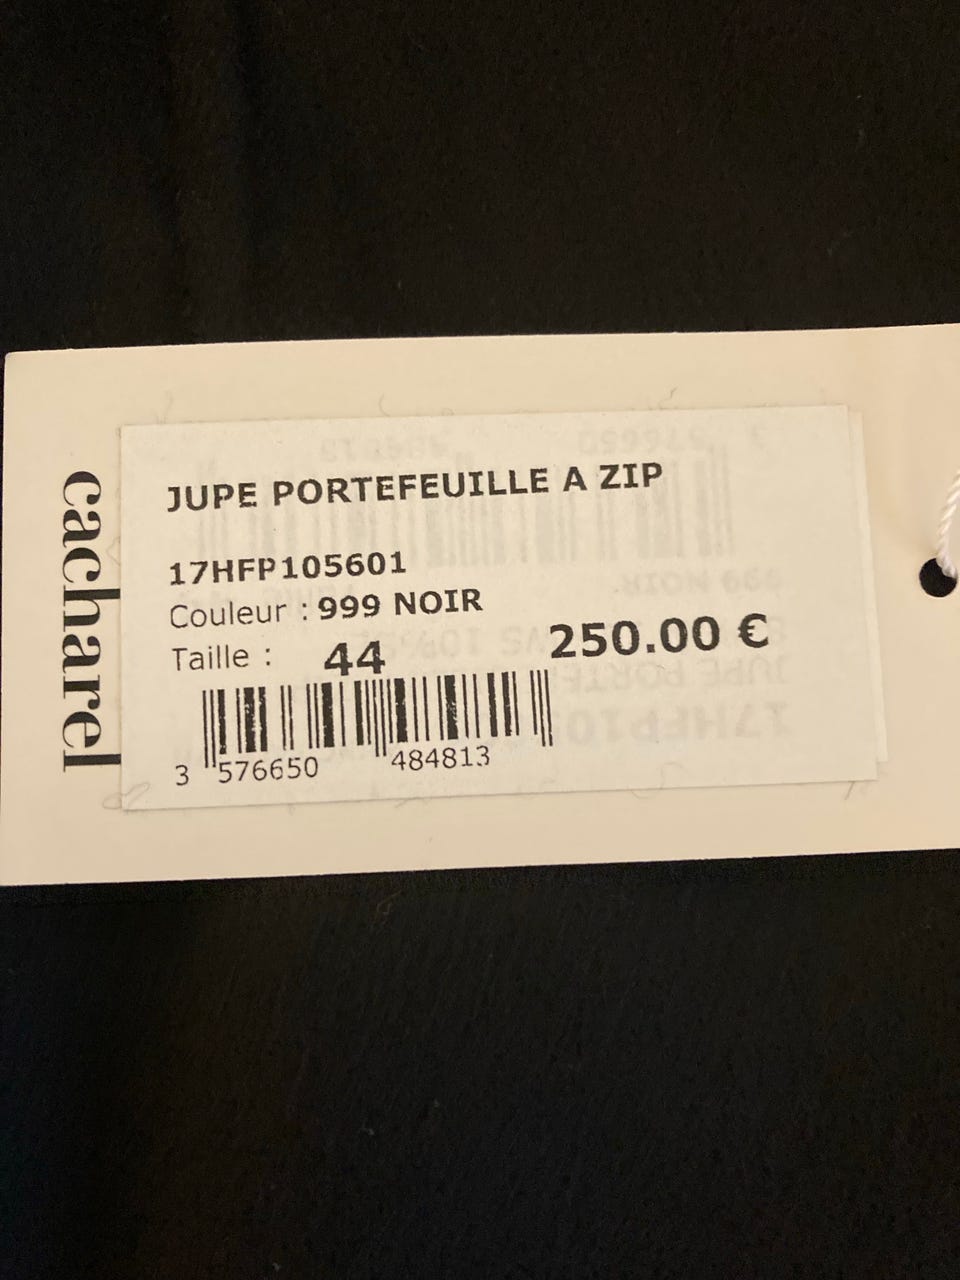 cacharel
JUPE PORTEFEUILLE A ZIP
17HFP105601
Couleur : 999 NOIR
Taille : 44
250.00 €
3 576650 484813